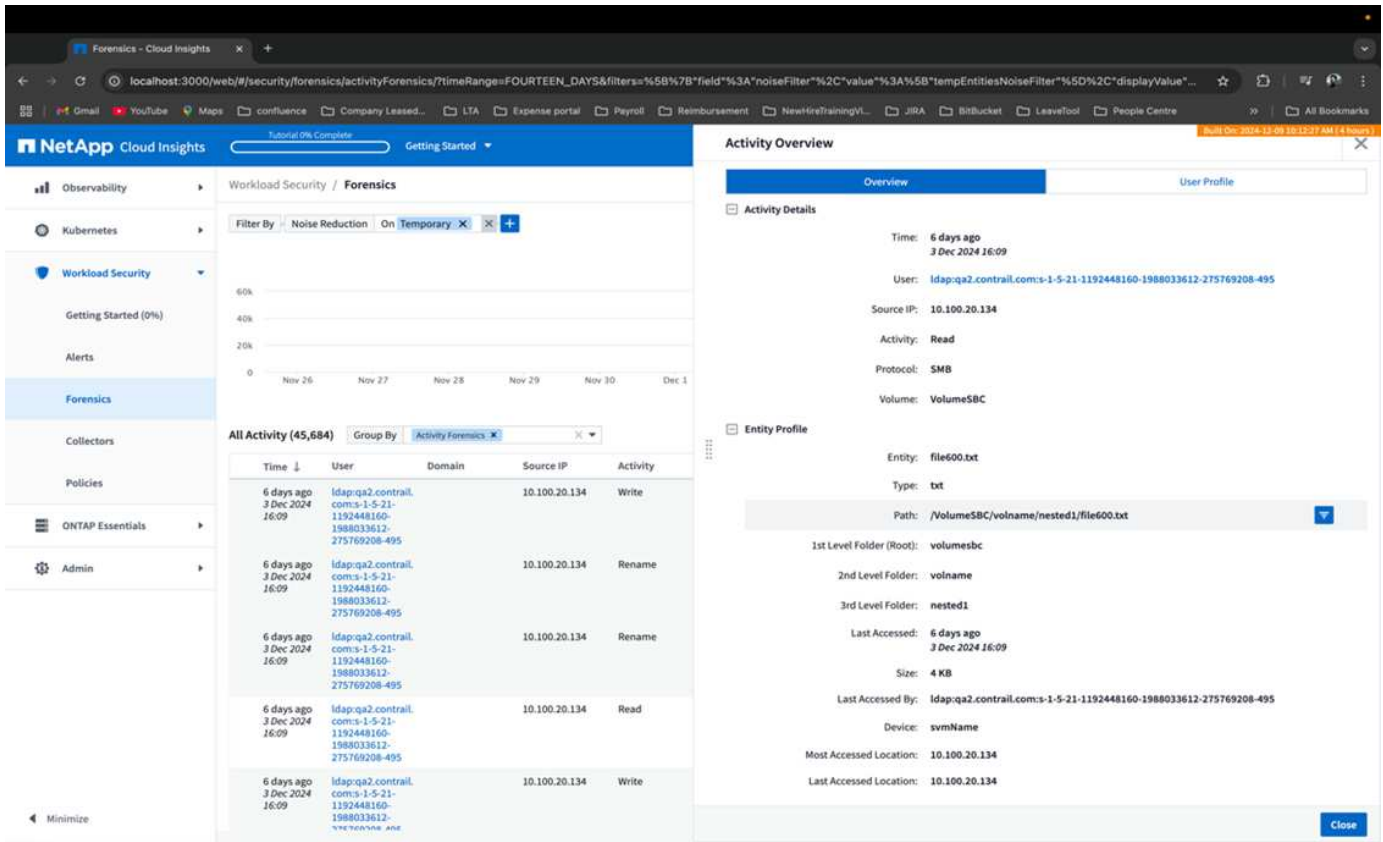 Forensics - Cloud Insights
localhost:3000/web/#/security/forensics/activityForensics/?timeRange=FOURTEEN_DAYS&filters=%5B%7B"field"%3A"noiseFilter"%2C"value"%3A%5B"tempEntitiesNoiseFilter"%5D%2C"displayValue"...
Gmail YouTube Maps confluence Company Leased... LTA Expense portal Payroll Reimbursement NewHireTrainingVi... JIRA BitBucket LeaveTool People Centre » All Bookmarks
Built On: 2024-12-09 10:12:27 AM ( 4 hours )
NetApp Cloud Insights
Tutorial 0% Complete
Getting Started
Observability
Kubernetes
Workload Security
Getting Started (0%)
Alerts
Forensics
Collectors
Policies
ONTAP Essentials
Admin
Minimize
Workload Security / Forensics
Filter By Noise Reduction On Temporary X X +
60k
40k
20k
0
Nov 26 Nov 27 Nov 28 Nov 29 Nov 30 Dec 1
All Activity (45,684) Group By Activity Forensics X
Time ↓ User Domain Source IP Activity
6 days ago ldap:qa2.contrail. 10.100.20.134 Write
3 Dec 2024 com:s-1-5-21-
16:09 1192448160-
1988033612-
275769208-495
6 days ago ldap:qa2.contrail. 10.100.20.134 Rename
3 Dec 2024 com:s-1-5-21-
16:09 1192448160-
1988033612-
275769208-495
6 days ago ldap:qa2.contrail. 10.100.20.134 Rename
3 Dec 2024 com:s-1-5-21-
16:09 1192448160-
1988033612-
275769208-495
6 days ago ldap:qa2.contrail. 10.100.20.134 Read
3 Dec 2024 com:s-1-5-21-
16:09 1192448160-
1988033612-
275769208-495
6 days ago ldap:qa2.contrail. 10.100.20.134 Write
3 Dec 2024 com:s-1-5-21-
16:09 1192448160-
1988033612-
Activity Overview
Overview User Profile
Activity Details
Time: 6 days ago
3 Dec 2024 16:09
User: ldap:qa2.contrail.com:s-1-5-21-1192448160-1988033612-275769208-495
Source IP: 10.100.20.134
Activity: Read
Protocol: SMB
Volume: VolumeSBC
Entity Profile
Entity: file600.txt
Type: txt
Path: /VolumeSBC/volname/nested1/file600.txt
1st Level Folder (Root): volumesbc
2nd Level Folder: volname
3rd Level Folder: nested1
Last Accessed: 6 days ago
3 Dec 2024 16:09
Size: 4 KB
Last Accessed By: ldap:qa2.contrail.com:s-1-5-21-1192448160-1988033612-275769208-495
Device: svmName
Most Accessed Location: 10.100.20.134
Last Accessed Location: 10.100.20.134
Close